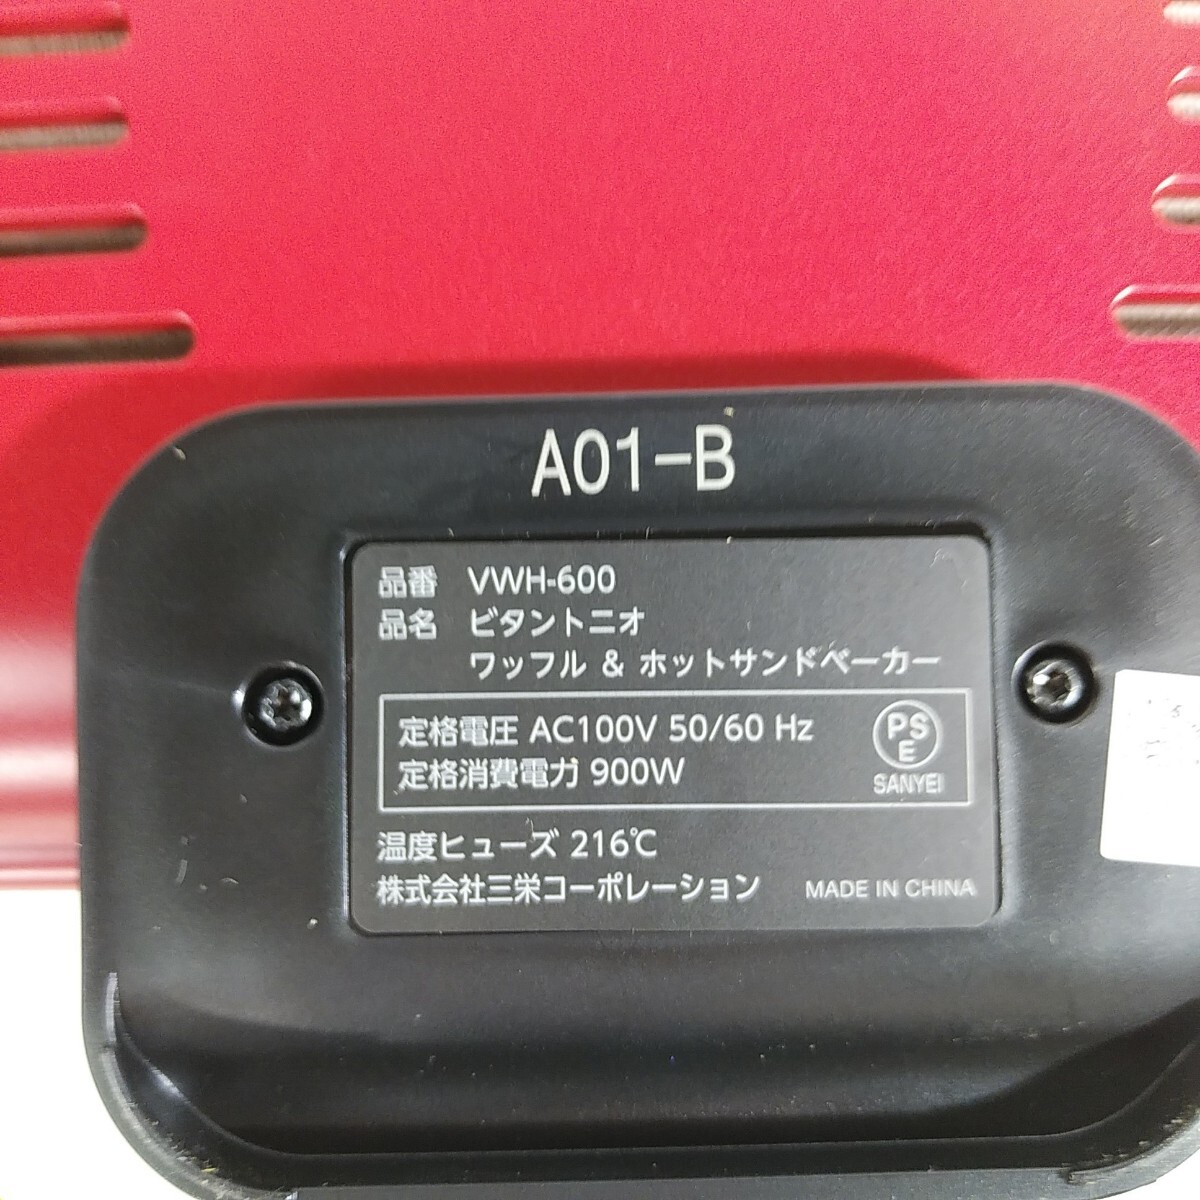 A01-B
品番 VWH-600
品名 ビタントニオ
ワッフル & ホットサンドベーカー
定格電圧 AC100V 50/60 Hz
定格消費電力 900W
PS
E
SANYEI
温度ヒューズ 216℃
株式会社三栄コーポレーション MADE IN CHINA